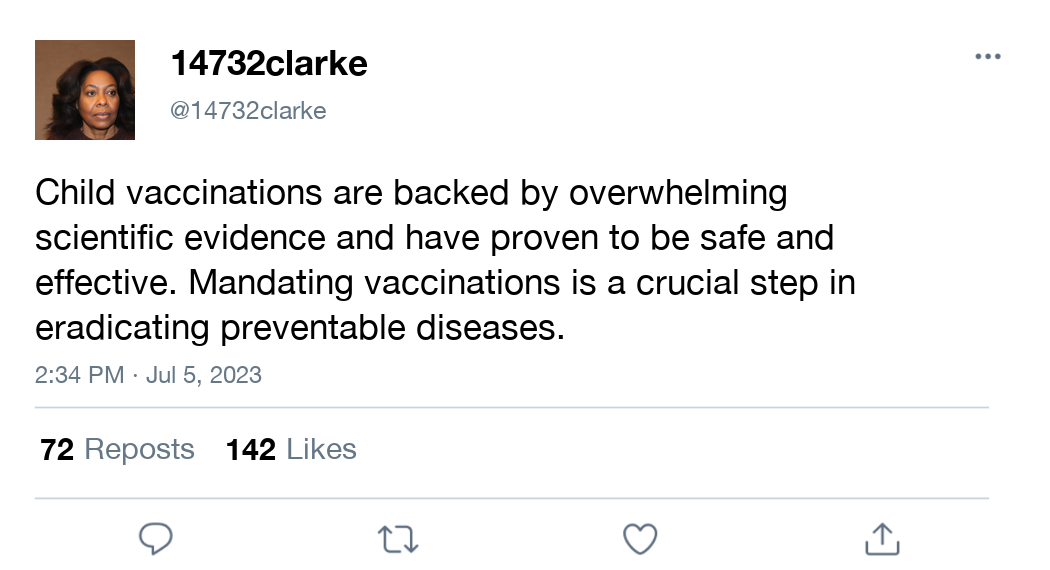 14732clarke
@14732clarke
Child vaccinations are backed by overwhelming
scientific evidence and have proven to be safe and
effective. Mandating vaccinations is a crucial step in
eradicating preventable diseases.
2:34 PM · Jul 5, 2023
72 Reposts 142 Likes